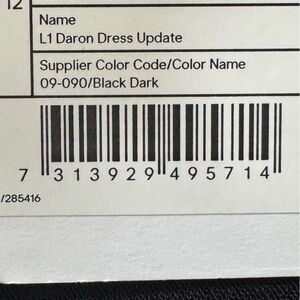 12
Name
L1 Daron Dress Update
Supplier Color Code/Color Name
09-090/Black Dark
7 313929 495714
/285416